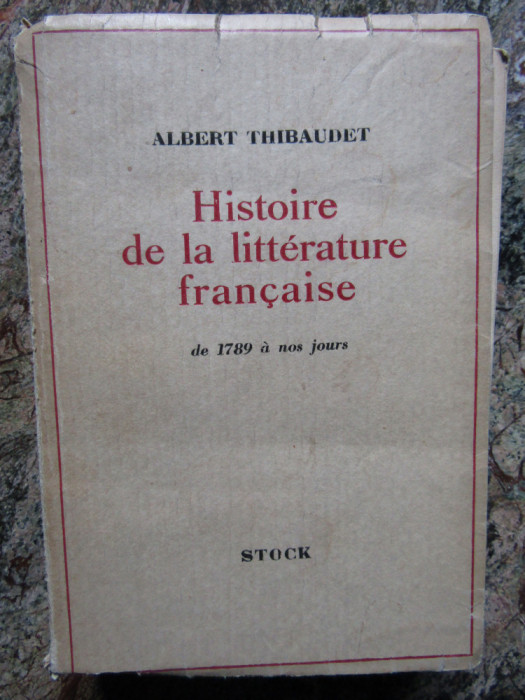 ALBERT THIBAUDET
Histoire
de la littérature
française
de 1789 à nos jours
STOCK